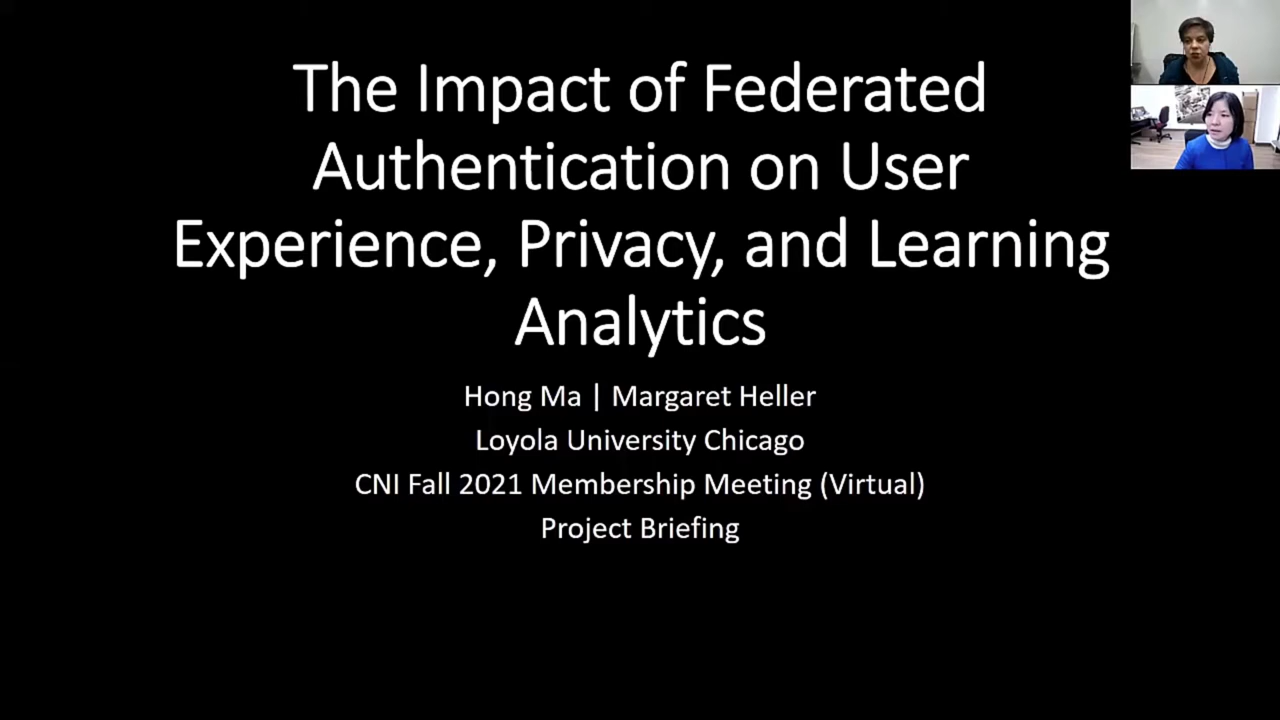 The Impact of Federated
Authentication on User
Experience, Privacy, and Learning
Analytics
Hong Ma | Margaret Heller
Loyola University Chicago
CNI Fall 2021 Membership Meeting (Virtual)
Project Briefing